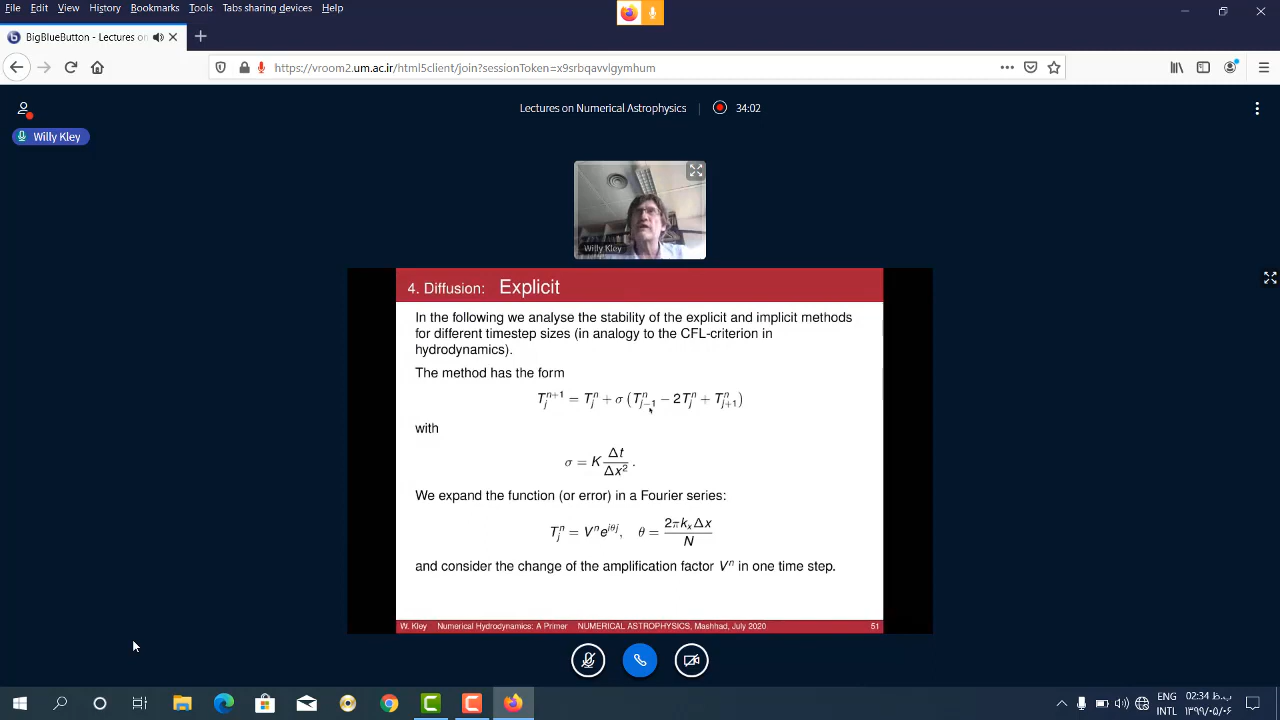 File Edit View History Bookmarks Tools Tabs sharing devices Help
BigBlueButton - Lectures on
https://vroom2.um.ac.ir/html5client/join?sessionToken=x9srbqavvlgymhum
Lectures on Numerical Astrophysics 34:02
Willy Kley
Willy Kley
4. Diffusion: Explicit
In the following we analyse the stability of the explicit and implicit methods
for different timestep sizes (in analogy to the CFL-criterion in
hydrodynamics).
The method has the form
T_j^{n+1} = T_j^n + σ (T_{j−1}^n − 2T_j^n + T_{j+1}^n)
with
σ = K Δt/Δx² .
We expand the function (or error) in a Fourier series:
T_j^n = V^n e^{iθj}, θ = 2πk_xΔx/N
and consider the change of the amplification factor V^n in one time step.
W. Kley Numerical Hydrodynamics: A Primer NUMERICAL ASTROPHYSICS, Mashhad, July 2020 51
ENG 02:34 ب.ظ
INTL ۱۳۹۹/۰۵/۰۶